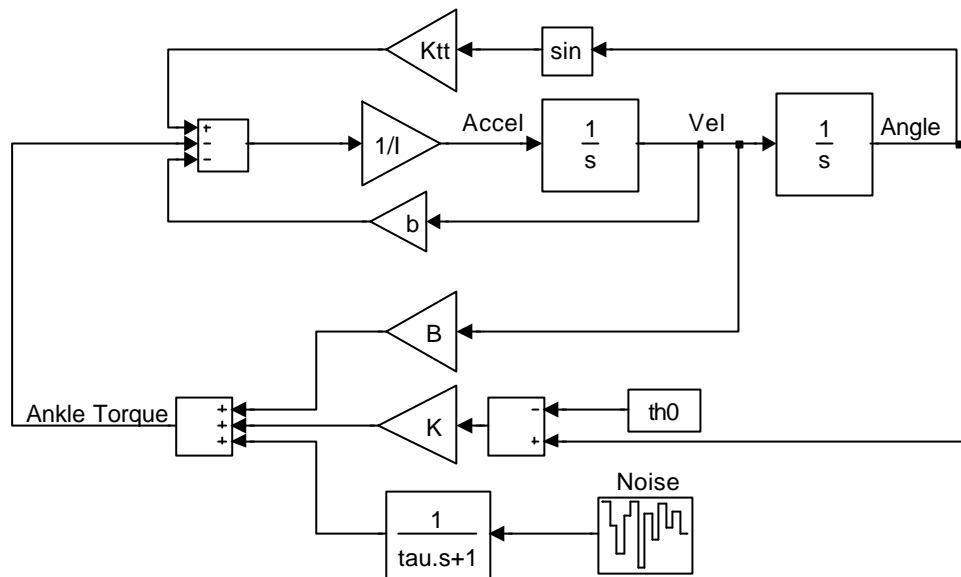 Ktt
sin
+
−
−
1/I
Accel
1
s
Vel
1
s
Angle
b
B
Ankle Torque
+
+
+
K
−
+
th0
Noise
1
tau.s+1